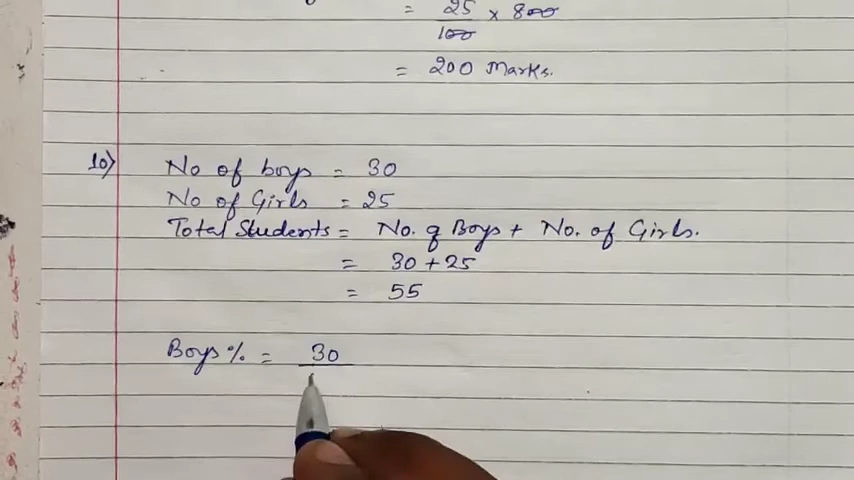 = 25 × 800
100
= 200 Marks.
10) No of boys = 30
No of Girls = 25
Total Students = No. of Boys + No. of Girls.
= 30 + 25
= 55
Boys % = 30